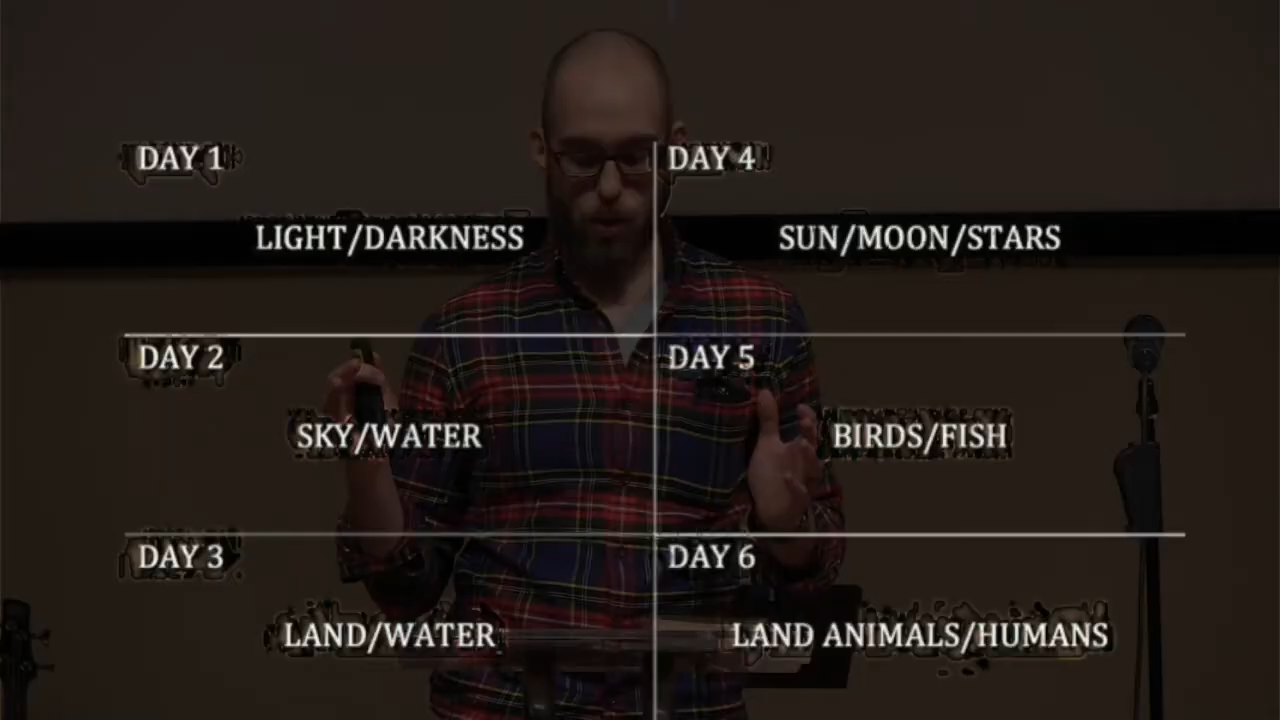 DAY 1
LIGHT/DARKNESS
DAY 4
SUN/MOON/STARS
DAY 2
SKY/WATER
DAY 5
BIRDS/FISH
DAY 3
LAND/WATER
DAY 6
LAND ANIMALS/HUMANS